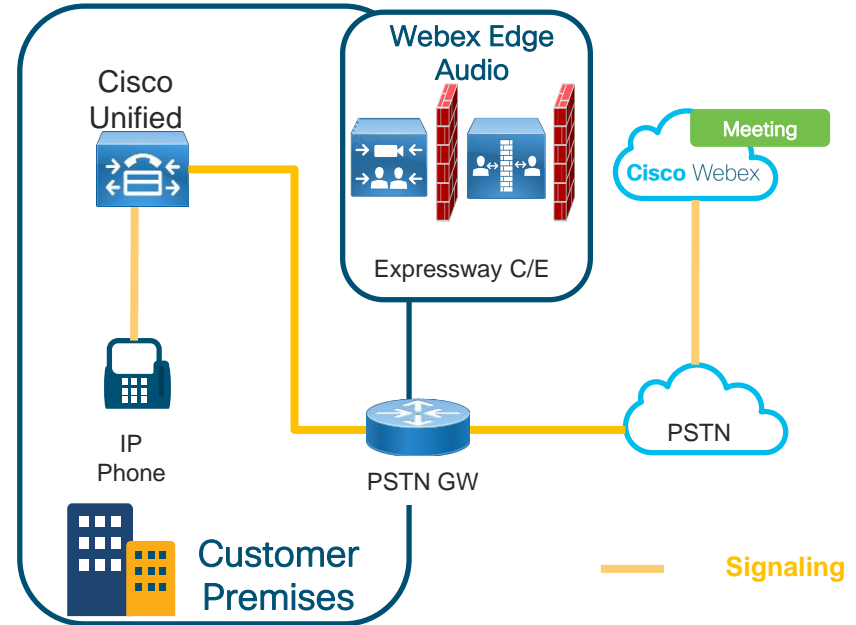 Webex Edge
Audio
Cisco
Unified
Meeting
Cisco Webex
Expressway C/E
IP
Phone
PSTN
PSTN GW
Customer
Premises
Signaling